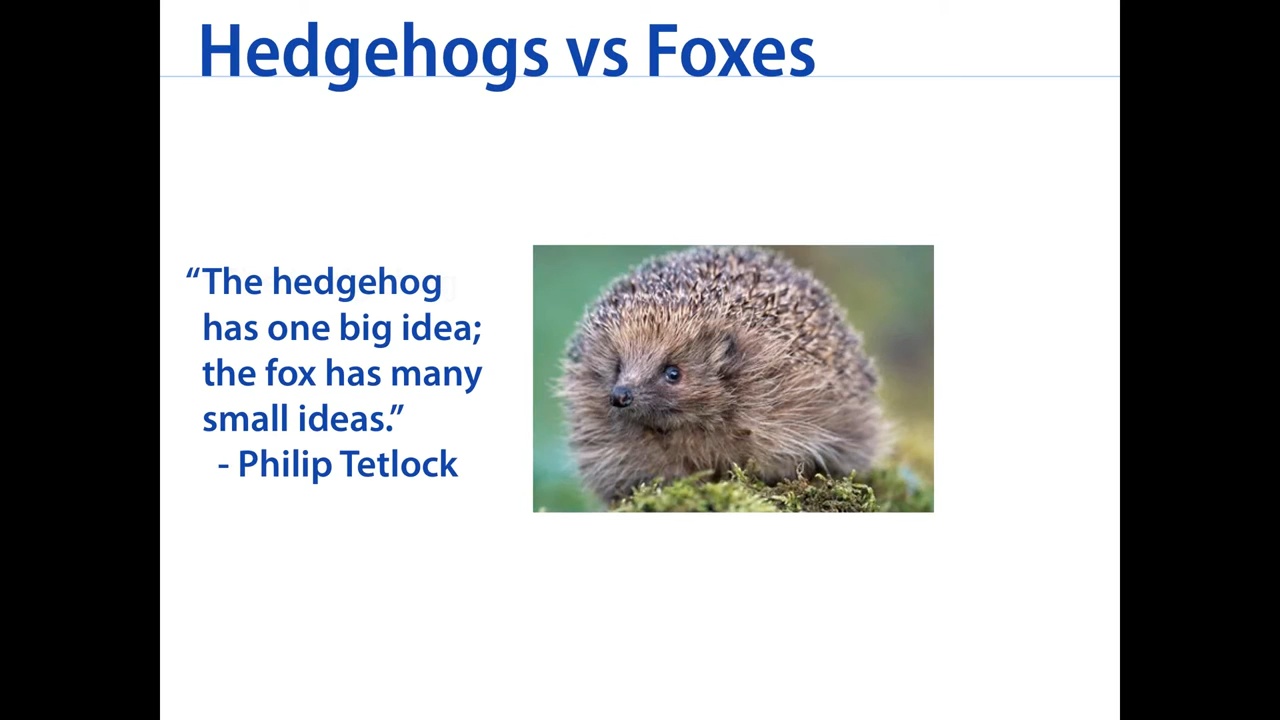 Hedgehogs vs Foxes
“The hedgehog
has one big idea;
the fox has many
small ideas.”
- Philip Tetlock